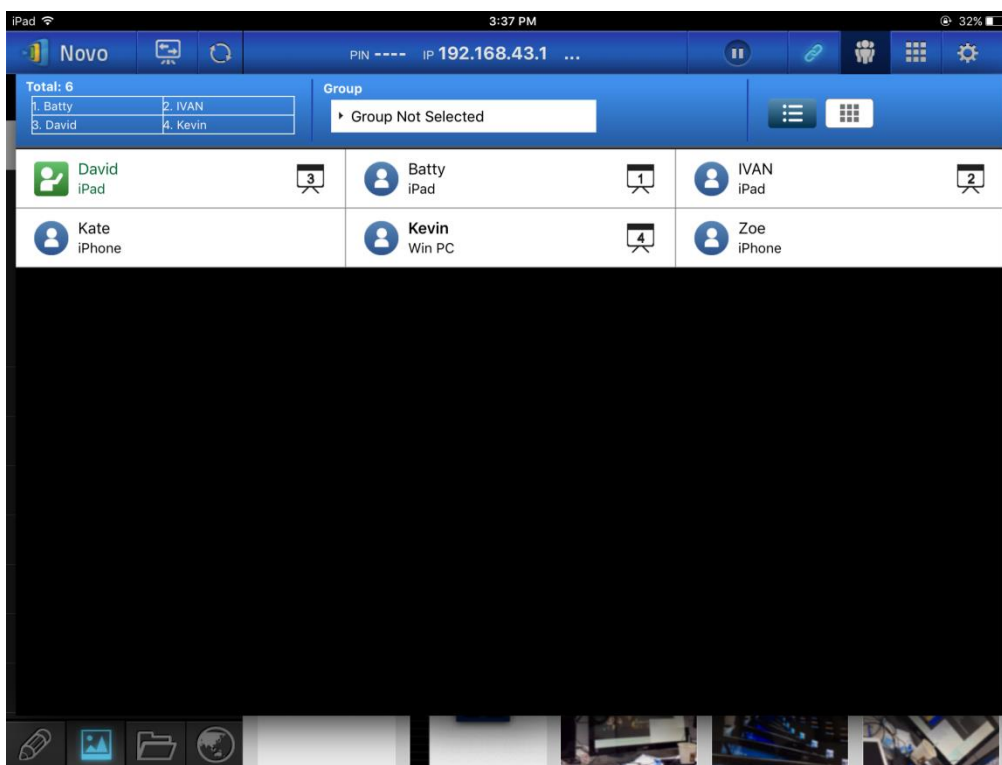 iPad 3:37 PM 32%
Novo PIN ---- IP 192.168.43.1 ...
Total: 6
1. Batty 2. IVAN
3. David 4. Kevin
Group
Group Not Selected
David
iPad
3
Batty
iPad
1
IVAN
iPad
2
Kate
iPhone
Kevin
Win PC
4
Zoe
iPhone